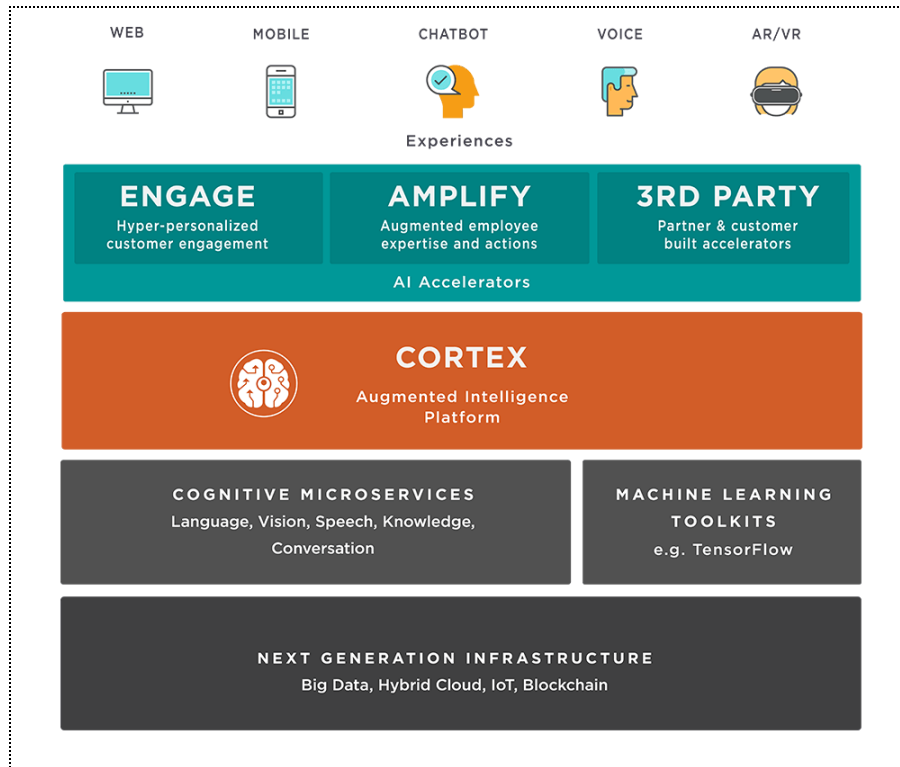 WEB
MOBILE
CHATBOT
VOICE
AR/VR
Experiences
ENGAGE
Hyper-personalized
customer engagement
AMPLIFY
Augmented employee
expertise and actions
3RD PARTY
Partner & customer
built accelerators
AI Accelerators
CORTEX
Augmented Intelligence
Platform
COGNITIVE MICROSERVICES
Language, Vision, Speech, Knowledge,
Conversation
MACHINE LEARNING
TOOLKITS
e.g. TensorFlow
NEXT GENERATION INFRASTRUCTURE
Big Data, Hybrid Cloud, IoT, Blockchain